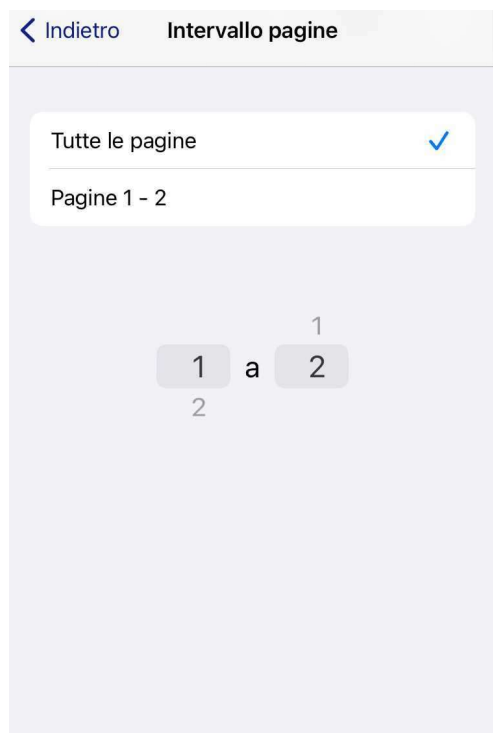 Indietro Intervallo pagine
Tutte le pagine
Pagine 1 - 2
1
1 a 2
2